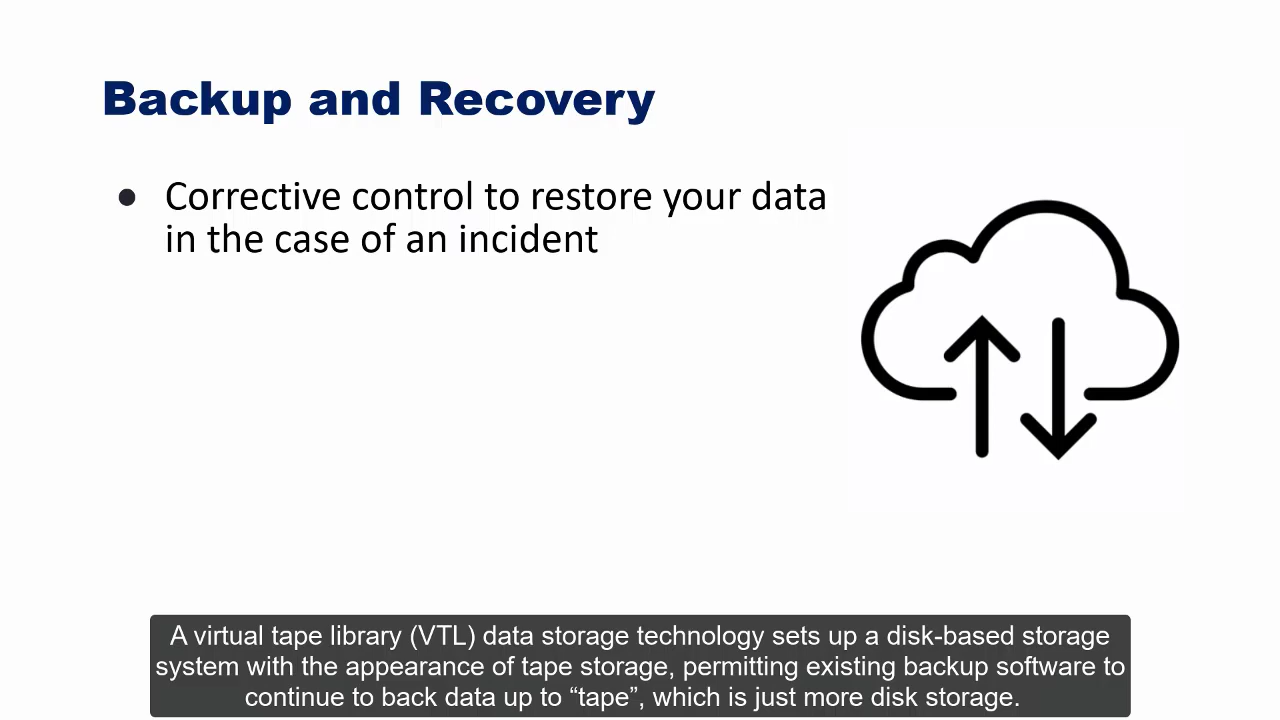 Backup and Recovery
● Corrective control to restore your data
in the case of an incident
A virtual tape library (VTL) data storage technology sets up a disk-based storage
system with the appearance of tape storage, permitting existing backup software to
continue to back data up to “tape”, which is just more disk storage.